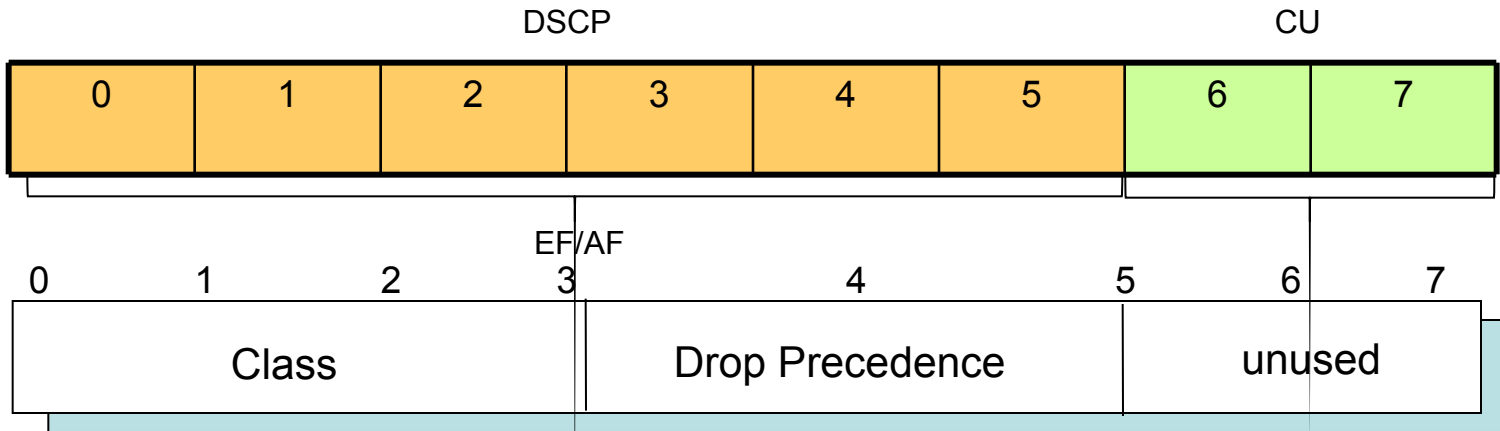 DSCP CU
0 1 2 3 4 5 6 7
EF/AF
0 1 2 3 4 5 6 7
Class Drop Precedence unused